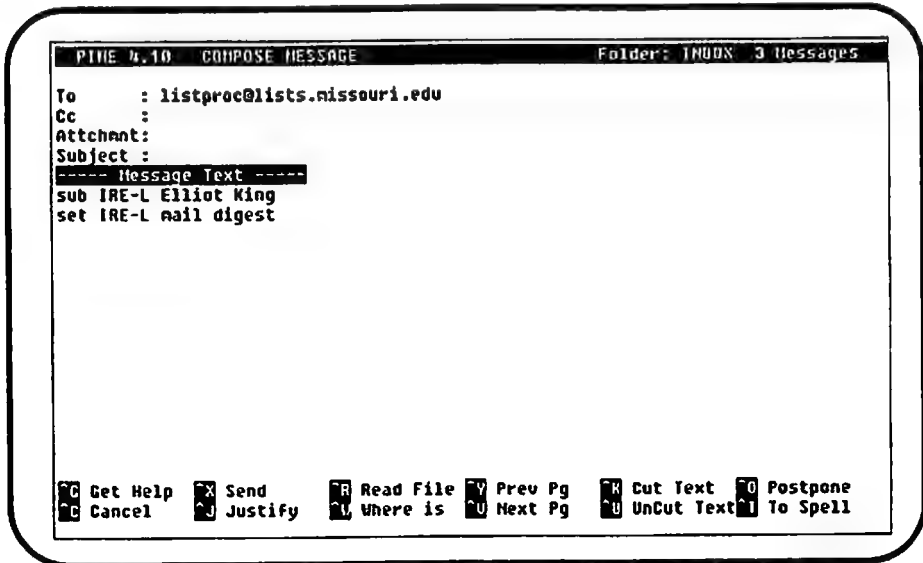 PINE 4.10 COMPOSE MESSAGE Folder: INBOX 3 Messages
To : listproc@lists.missouri.edu
Cc :
Attchmnt:
Subject :
----- Message Text -----
sub IRE-L Elliot King
set IRE-L mail digest
^G Get Help ^X Send ^R Read File ^Y Prev Pg ^K Cut Text ^O Postpone
^C Cancel ^J Justify ^W Where is ^V Next Pg ^U UnCut Text ^T To Spell